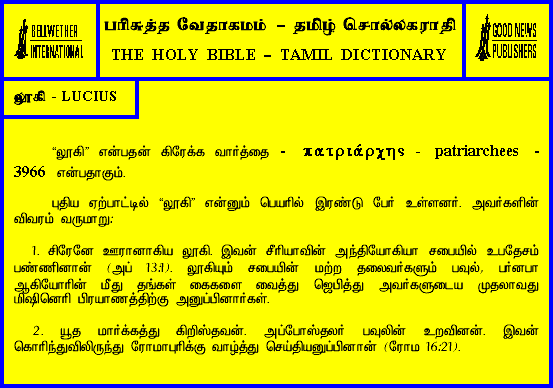 BELLWETHER
INTERNATIONAL
பரிசுத்த வேதாகமம் – தமிழ் சொல்லகராதி
THE HOLY BIBLE – TAMIL DICTIONARY
GOOD NEWS
PUBLISHERS
லூகி - LUCIUS
“லூகி” என்பதன் கிரேக்க வார்த்தை - πατριάρχης - patriarchees -
3966 என்பதாகும்.
புதிய ஏற்பாட்டில் “லூகி” என்னும் பெயரில் இரண்டு பேர் உள்ளனர். அவர்களின்
விவரம் வருமாறு:
1. சிரேனே ஊரானாகிய லூகி. இவன் சீரியாவின் அந்தியோகியா சபையில் உபதேசம்
பண்ணினான் (அப் 13:1). லூகியும் சபையின் மற்ற தலைவர்களும் பவுல், பர்னபா
ஆகியோரின் மீது தங்கள் கைகளை வைத்து ஜெபித்து அவர்களுடைய முதலாவது
மிஷினெரி பிரயாணத்திற்கு அனுப்பினார்கள்.
2. யூத மார்க்கத்து கிறிஸ்தவன். அப்போஸ்தலர் பவுலின் உறவினன். இவன்
கொரிந்துவிலிருந்து ரோமாபுரிக்கு வாழ்த்து செய்தியனுப்பினான் (ரோம 16:21).